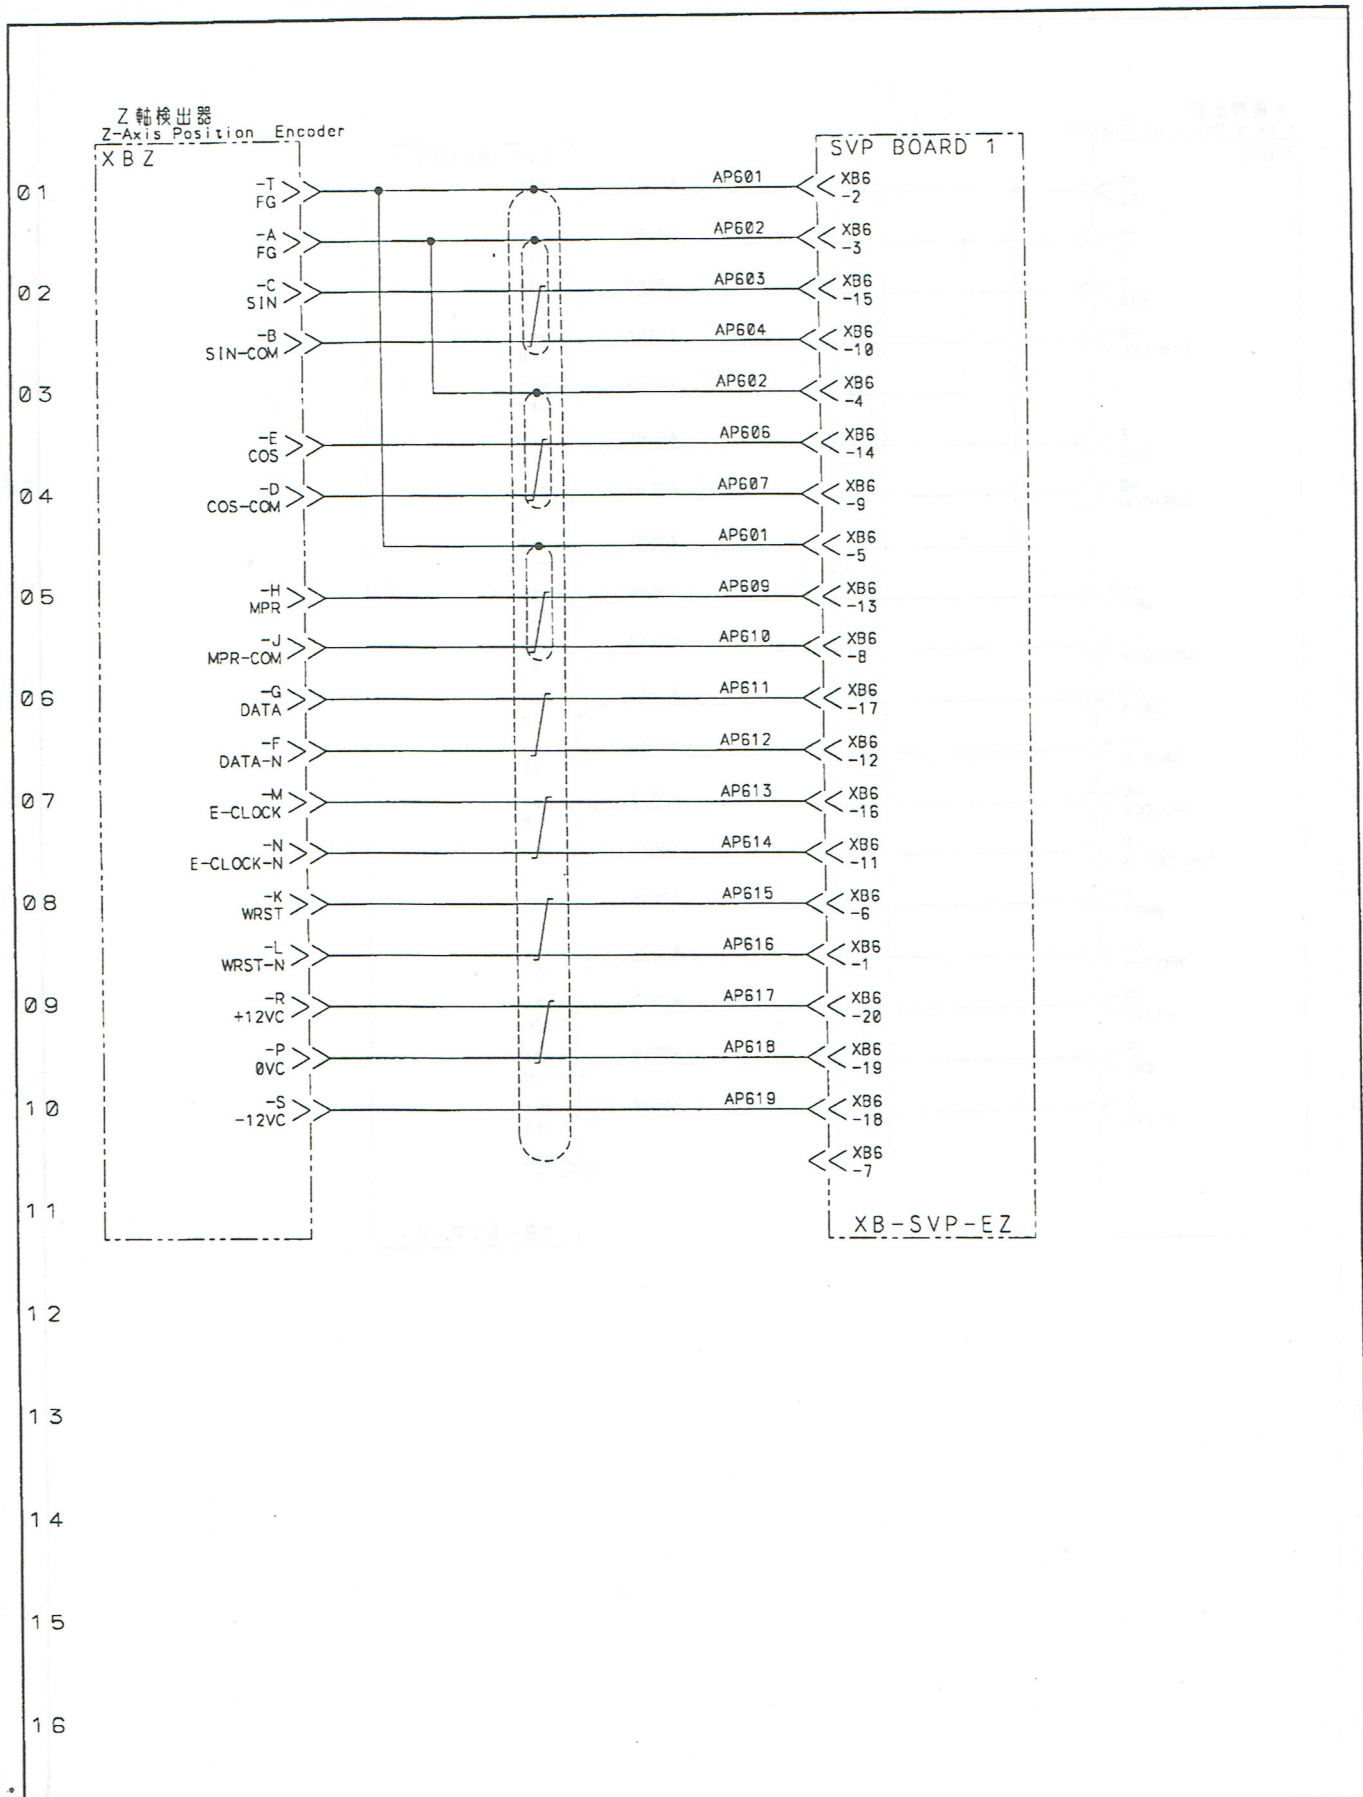 Z軸検出器
Z-Axis Position Encoder
XBZ
SVP BOARD 1
01
-T
FG
AP601
XB6
-2
-A
FG
AP602
XB6
-3
02
-C
SIN
AP603
XB6
-15
-B
SIN-COM
AP604
XB6
-10
03
AP602
XB6
-4
-E
COS
AP606
XB6
-14
04
-D
COS-COM
AP607
XB6
-9
AP601
XB6
-5
05
-H
MPR
AP609
XB6
-13
-J
MPR-COM
AP610
XB6
-8
06
-G
DATA
AP611
XB6
-17
-F
DATA-N
AP612
XB6
-12
07
-M
E-CLOCK
AP613
XB6
-16
-N
E-CLOCK-N
AP614
XB6
-11
08
-K
WRST
AP615
XB6
-6
-L
WRST-N
AP616
XB6
-1
09
-R
+12VC
AP617
XB6
-20
-P
0VC
AP618
XB6
-19
10
-S
-12VC
AP619
XB6
-18
XB6
-7
11
XB-SVP-EZ
12
13
14
15
16